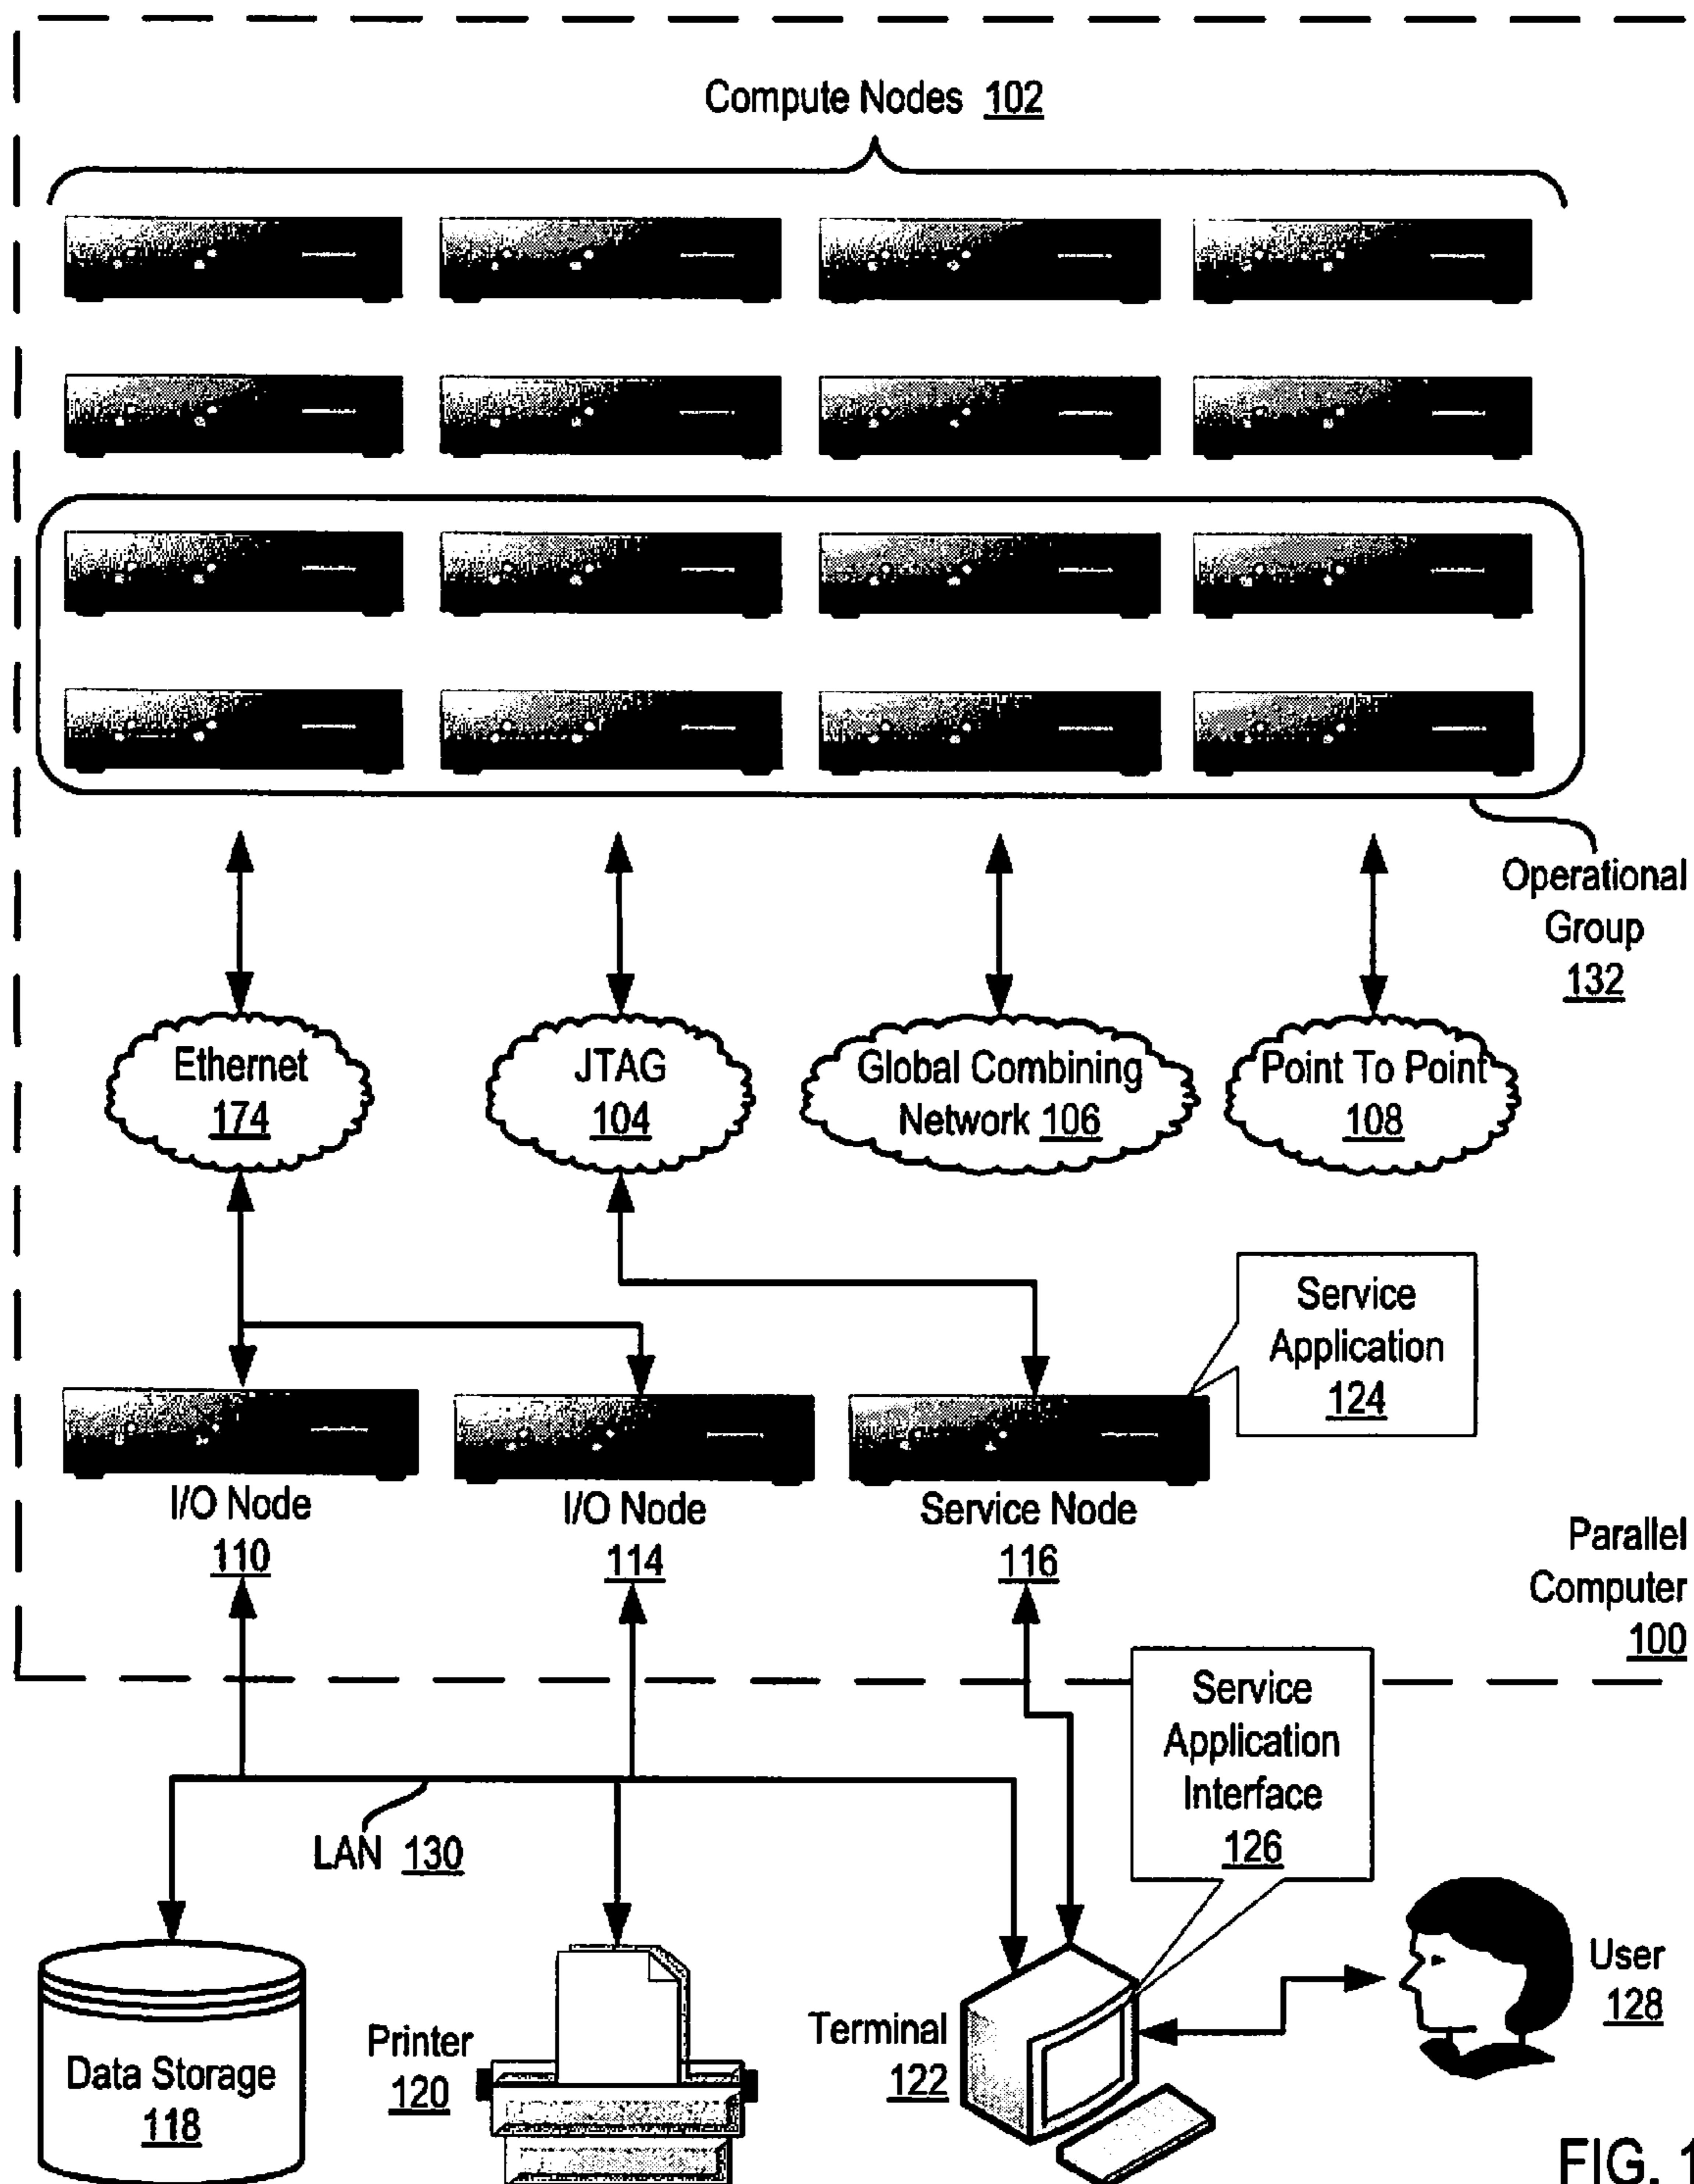 Compute Nodes 102
Operational
Group
132
Ethernet
174
JTAG
104
Global Combining
Network 106
Point To Point
108
Service
Application
124
I/O Node
110
I/O Node
114
Service Node
116
Parallel
Computer
100
Service
Application
Interface
126
LAN 130
Data Storage
118
Printer
120
Terminal
122
User
128
FIG. 1